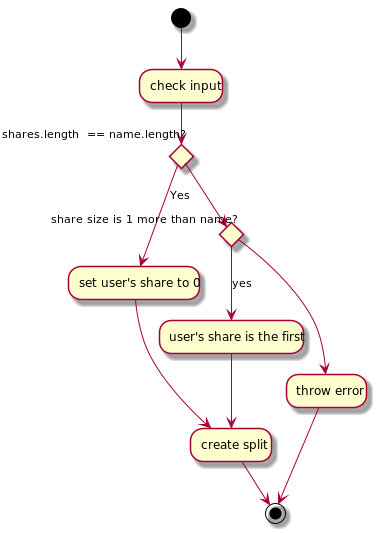 check input
shares.length  == name.length?
Yes
share size is 1 more than name?
set user's share to 0
yes
user's share is the first
throw error
create split